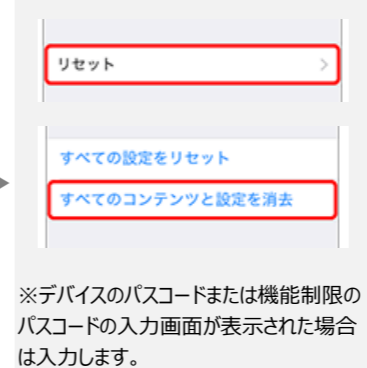 リセット
すべての設定をリセット
すべてのコンテンツと設定を消去
※デバイスのパスコードまたは機能制限の
パスコードの入力画面が表示された場合
は入力します。